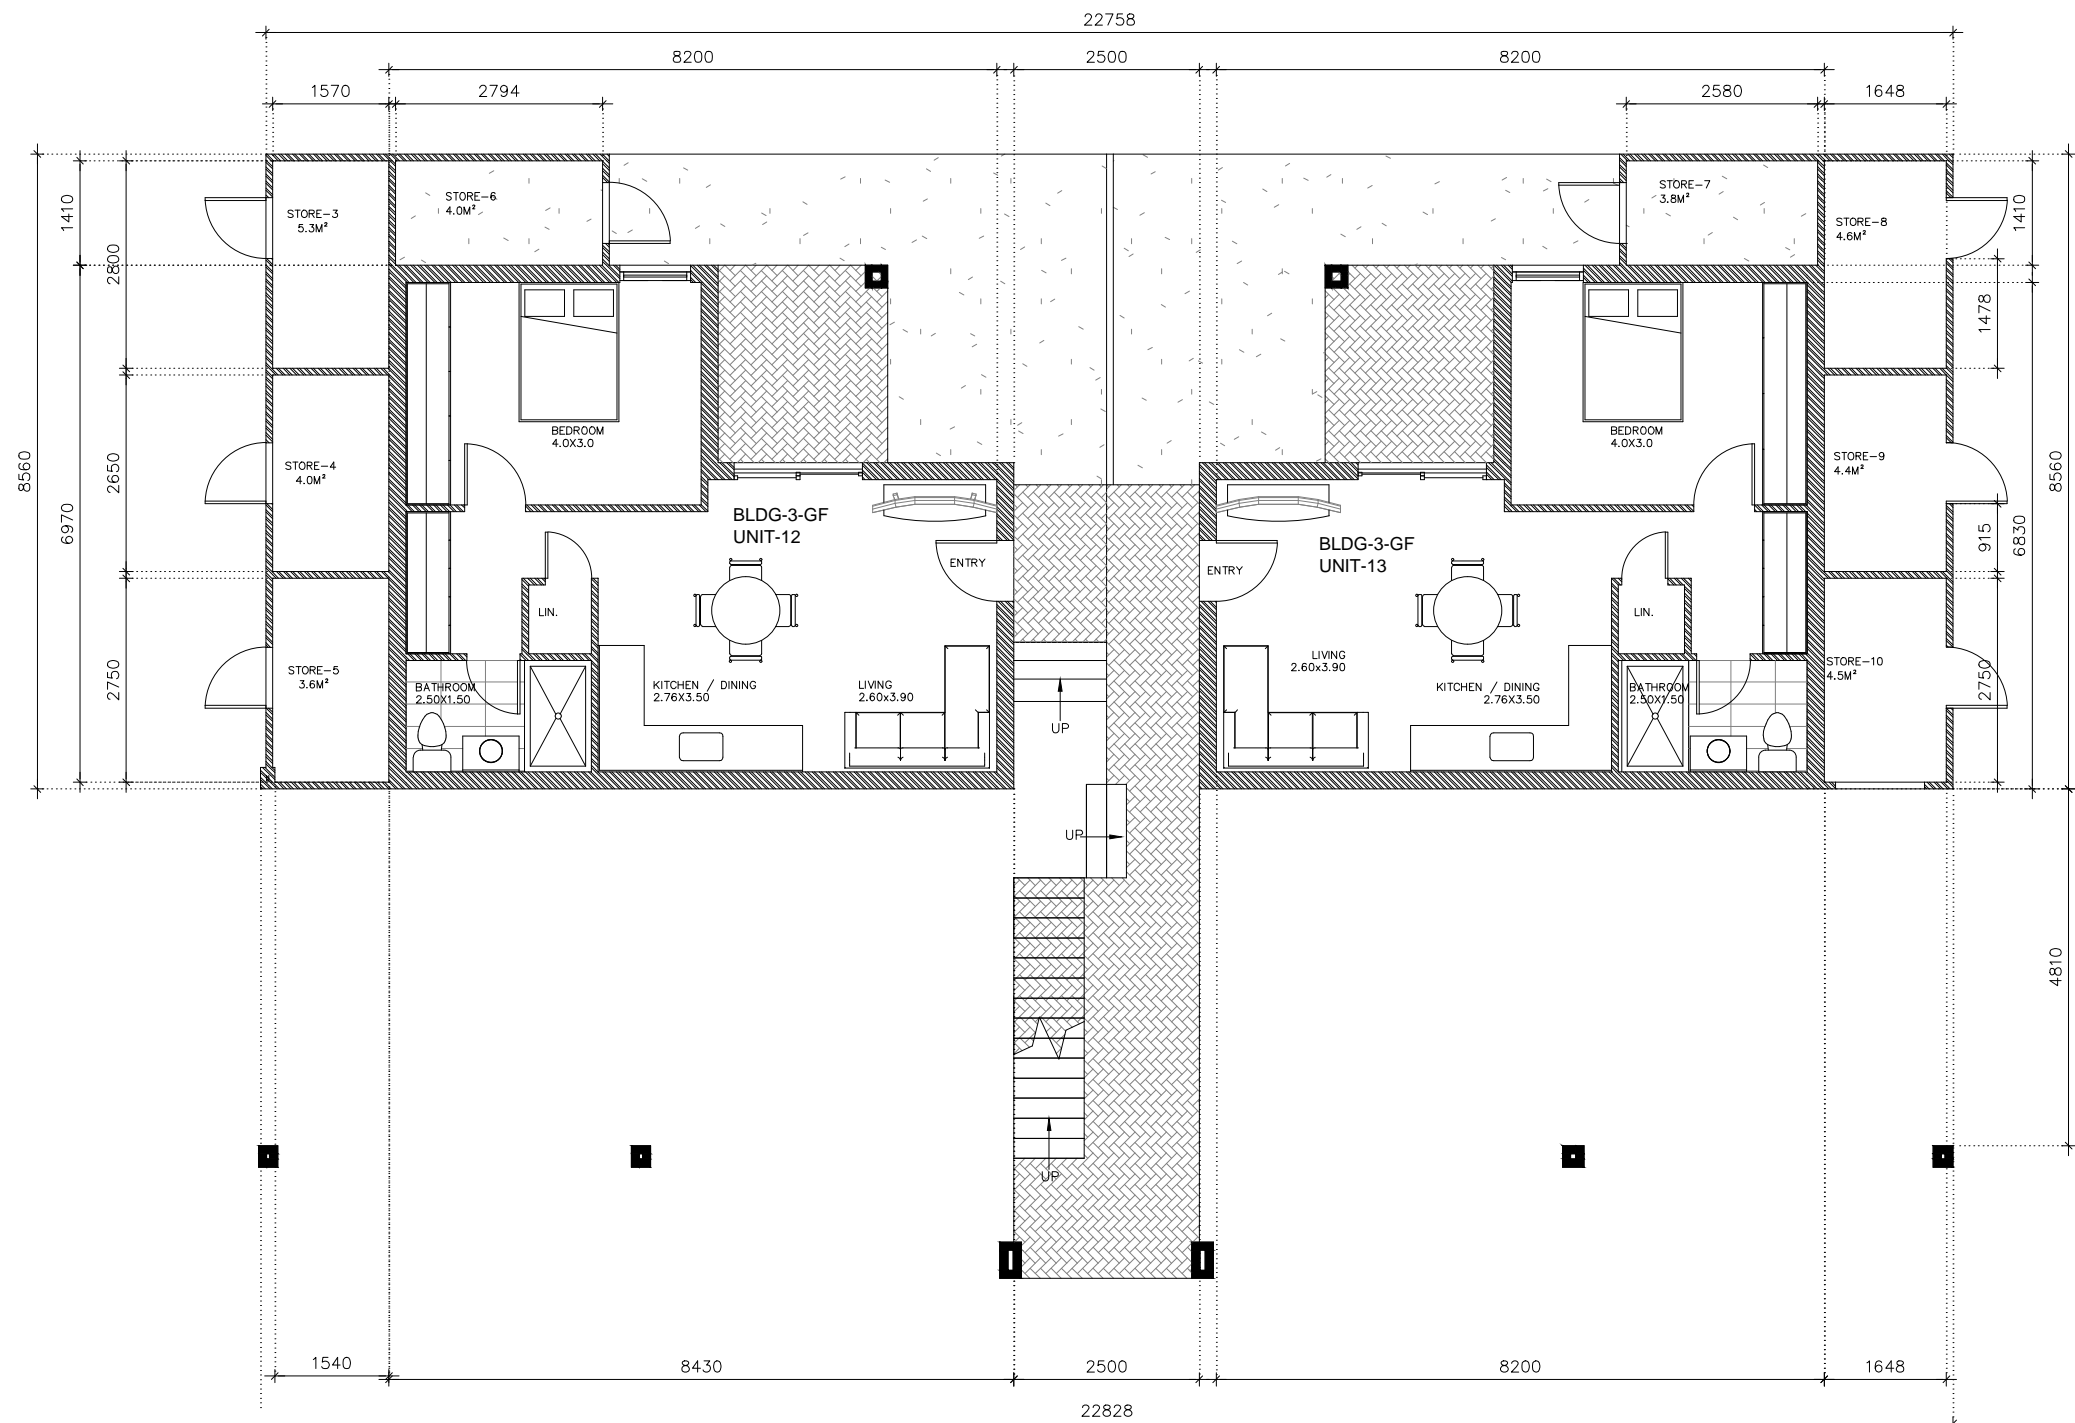 22758
8200
2500
8200
1570
2794
2580
1648
STORE-3
5.3M²
STORE-6
4.0M²
STORE-7
3.8M²
STORE-8
4.6M²
1410
2800
1410
1478
BEDROOM
4.0X3.0
BEDROOM
4.0X3.0
STORE-4
4.0M²
STORE-9
4.4M²
8560
6970
2650
915
6830
8560
BLDG-3-GF
UNIT-12
BLDG-3-GF
UNIT-13
ENTRY
ENTRY
LIN.
LIN.
STORE-5
3.6M²
BATHROOM
2.50X1.50
KITCHEN / DINING
2.76X3.50
LIVING
2.60x3.90
LIVING
2.60x3.90
KITCHEN / DINING
2.76X3.50
BATHROOM
2.50X1.50
STORE-10
4.5M²
2750
2750
UP
UP
4810
UP
1540
8430
2500
8200
1648
22828